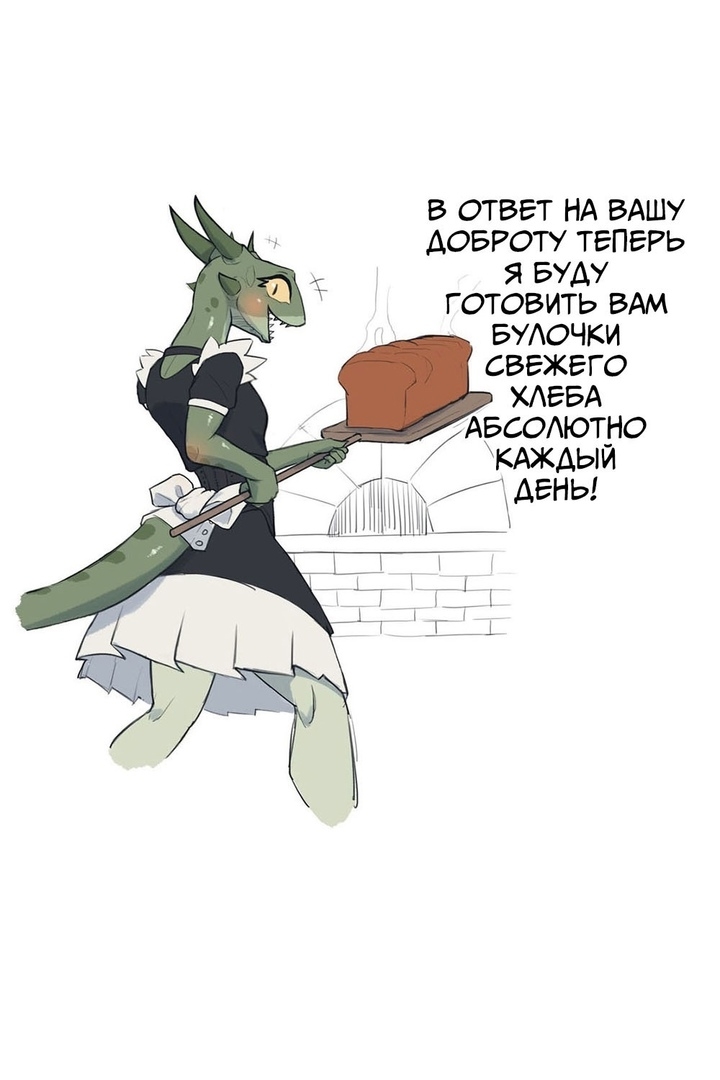 В ОТВЕТ НА ВАШУ
ДОБРОТУ ТЕПЕРЬ
Я БУДУ
ГОТОВИТЬ ВАМ
БУЛОЧКИ
СВЕЖЕГО
ХЛЕБА
АБСОЛЮТНО
КАЖДЫЙ
ДЕНЬ!